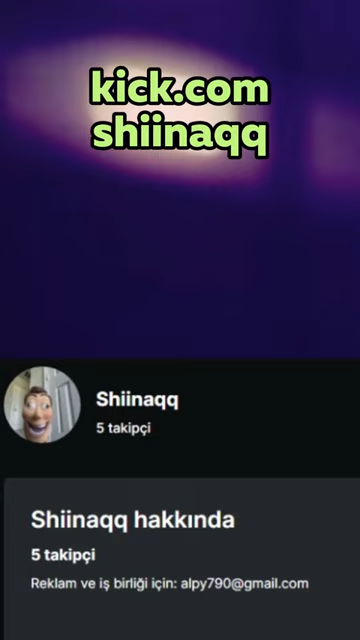 kick.com
shiinaqq
Shiinaqq
5 takipçi
Shiinaqq hakkında
5 takipçi
Reklam ve iş birliği için: alpy790@gmail.com